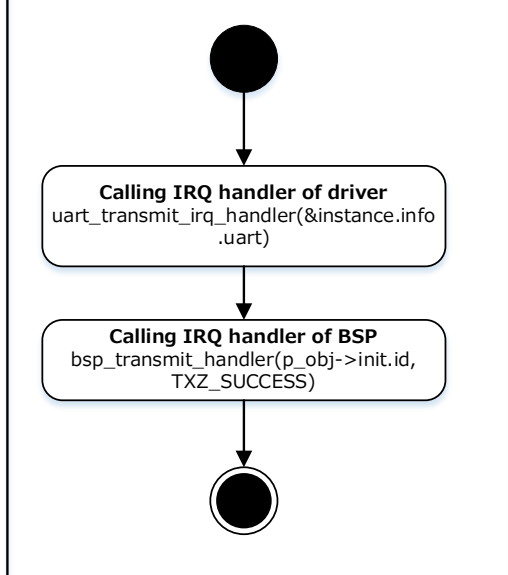 Calling IRQ handler of driver
uart_transmit_irq_handler(&instance.info
.uart)
Calling IRQ handler of BSP
bsp_transmit_handler(p_obj->init.id,
TXZ_SUCCESS)